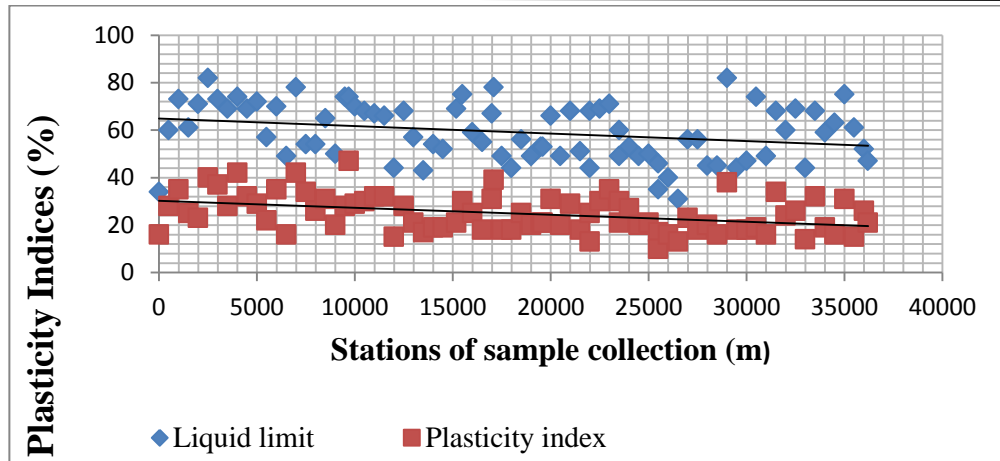 Plasticity Indices (%)
100
80
60
40
20
0
0 5000 10000 15000 20000 25000 30000 35000 40000
Stations of sample collection (m)
Liquid limit Plasticity index